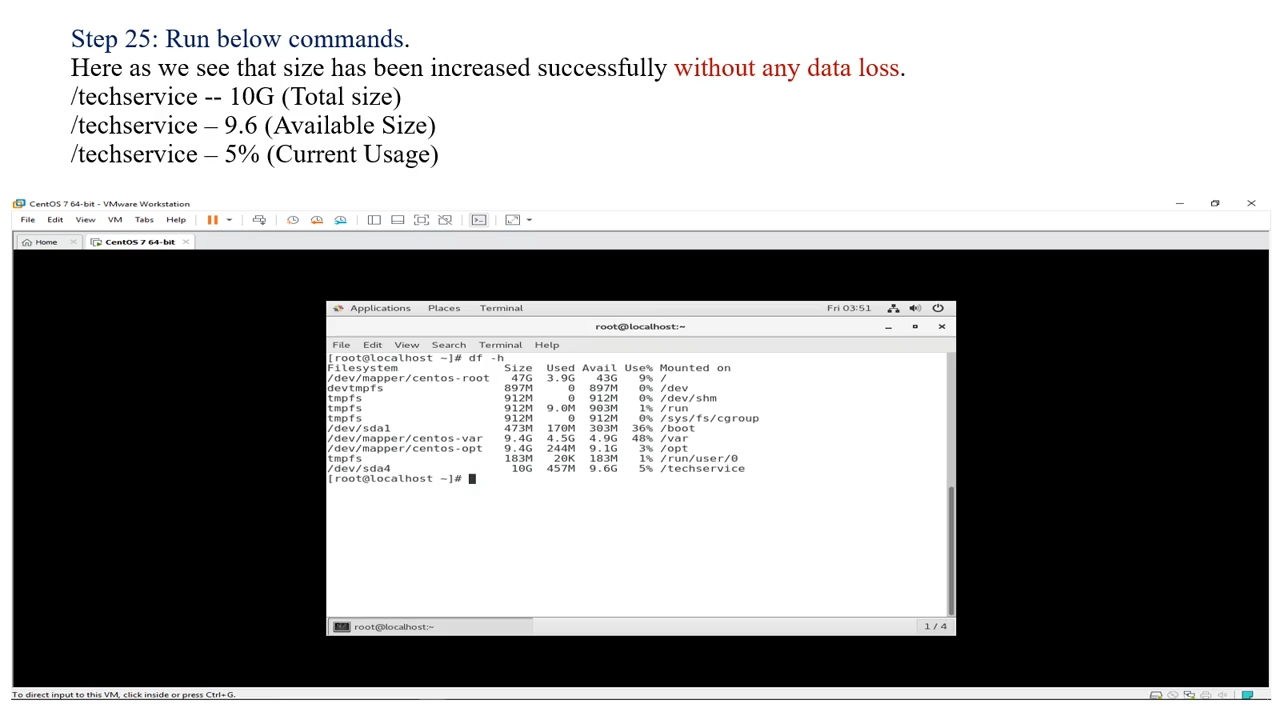 Step 25: Run below commands.
Here as we see that size has been increased successfully without any data loss.
/techservice -- 10G (Total size)
/techservice – 9.6 (Available Size)
/techservice – 5% (Current Usage)
CentOS 7 64-bit - VMware Workstation
File Edit View VM Tabs Help
Home CentOS 7 64-bit
Applications Places Terminal Fri 03:51
root@localhost:~
File Edit View Search Terminal Help
[root@localhost ~]# df -h
Filesystem Size Used Avail Use% Mounted on
/dev/mapper/centos-root 47G 3.9G 43G 9% /
devtmpfs 897M 0 897M 0% /dev
tmpfs 912M 0 912M 0% /dev/shm
tmpfs 912M 9.0M 903M 1% /run
tmpfs 912M 0 912M 0% /sys/fs/cgroup
/dev/sda1 473M 170M 303M 36% /boot
/dev/mapper/centos-var 9.4G 4.5G 4.9G 48% /var
/dev/mapper/centos-opt 9.4G 244M 9.1G 3% /opt
tmpfs 183M 20K 183M 1% /run/user/0
/dev/sda4 10G 457M 9.6G 5% /techservice
[root@localhost ~]#
root@localhost:~ 1 / 4
To direct input to this VM, click inside or press Ctrl+G.